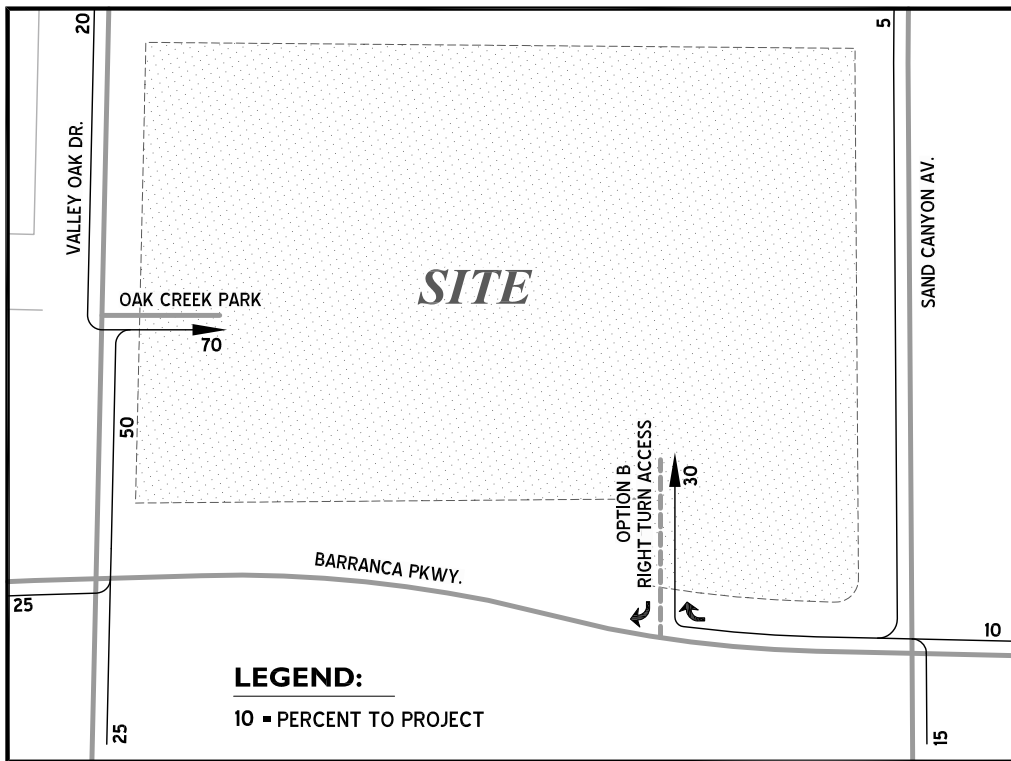 20
5
VALLEY OAK DR.
SAND CANYON AV.
SITE
OAK CREEK PARK
70
50
OPTION B
RIGHT TURN ACCESS
30
BARRANCA PKWY.
25
10
LEGEND:
10 = PERCENT TO PROJECT
25
15